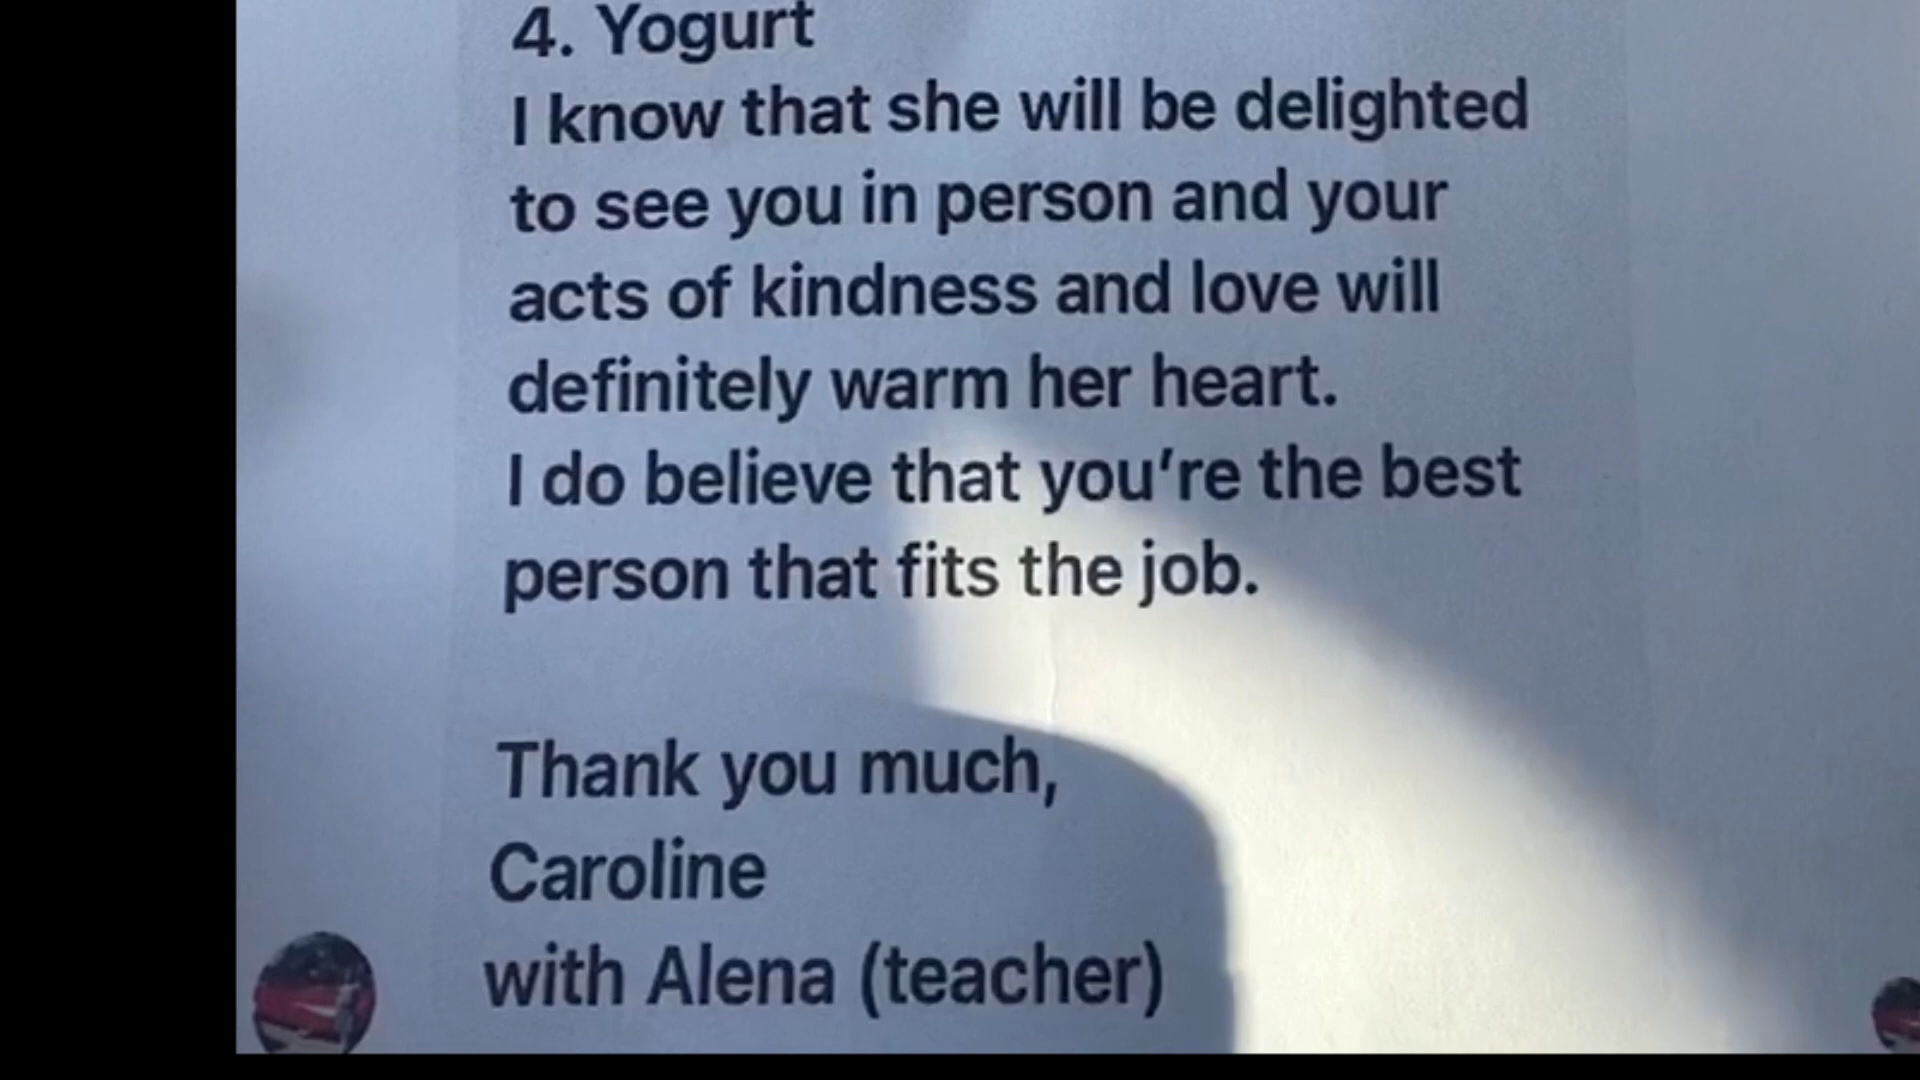 4. Yogurt
I know that she will be delighted
to see you in person and your
acts of kindness and love will
definitely warm her heart.
I do believe that you’re the best
person that fits the job.
Thank you much,
Caroline
with Alena (teacher)